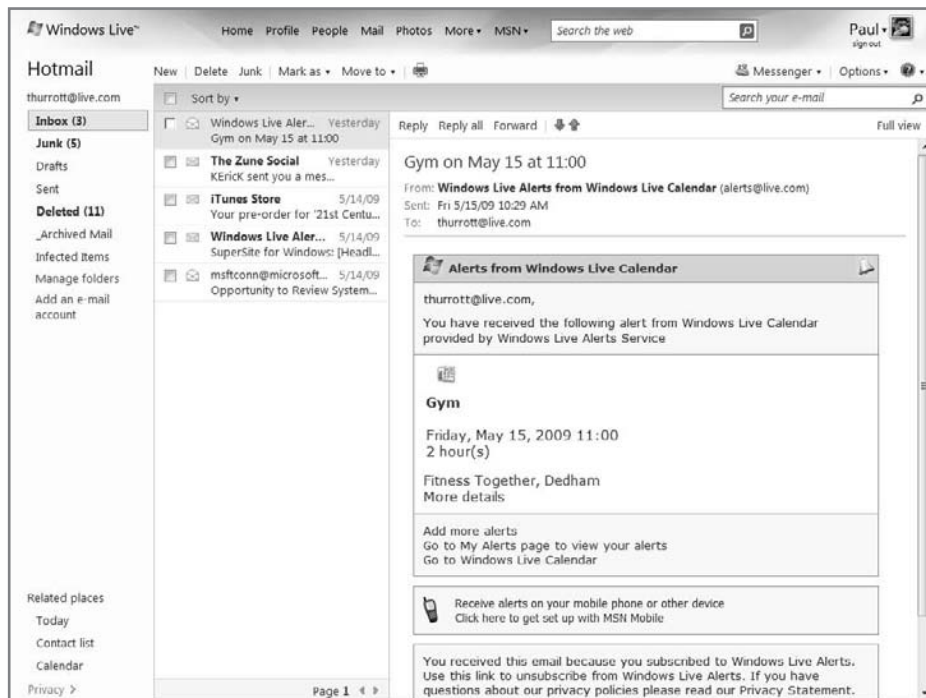 Windows Live™
Home Profile People Mail Photos More MSN
Search the web
Paul
sign out
Hotmail
New Delete Junk Mark as Move to
Messenger Options
thurrott@live.com
Sort by
Search your e-mail
Inbox (3)
Junk (5)
Drafts
Sent
Deleted (11)
_Archived Mail
Infected Items
Manage folders
Add an e-mail
account
Related places
Today
Contact list
Calendar
Privacy
Windows Live Aler... Yesterday
Gym on May 15 at 11:00
The Zune Social Yesterday
KEricK sent you a mes...
iTunes Store 5/14/09
Your pre-order for '21st Centu...
Windows Live Aler... 5/14/09
SuperSite for Windows: [Headl...
msftconn@microsoft... 5/14/09
Opportunity to Review System...
Page 1
Reply Reply all Forward
Full view
Gym on May 15 at 11:00
From: Windows Live Alerts from Windows Live Calendar (alerts@live.com)
Sent: Fri 5/15/09 10:29 AM
To: thurrott@live.com
Alerts from Windows Live Calendar
thurrott@live.com,
You have received the following alert from Windows Live Calendar
provided by Windows Live Alerts Service
Gym
Friday, May 15, 2009 11:00
2 hour(s)
Fitness Together, Dedham
More details
Add more alerts
Go to My Alerts page to view your alerts
Go to Windows Live Calendar
Receive alerts on your mobile phone or other device
Click here to get set up with MSN Mobile
You received this email because you subscribed to Windows Live Alerts.
Use this link to unsubscribe from Windows Live Alerts. If you have
questions about our privacy policies please read our Privacy Statement.